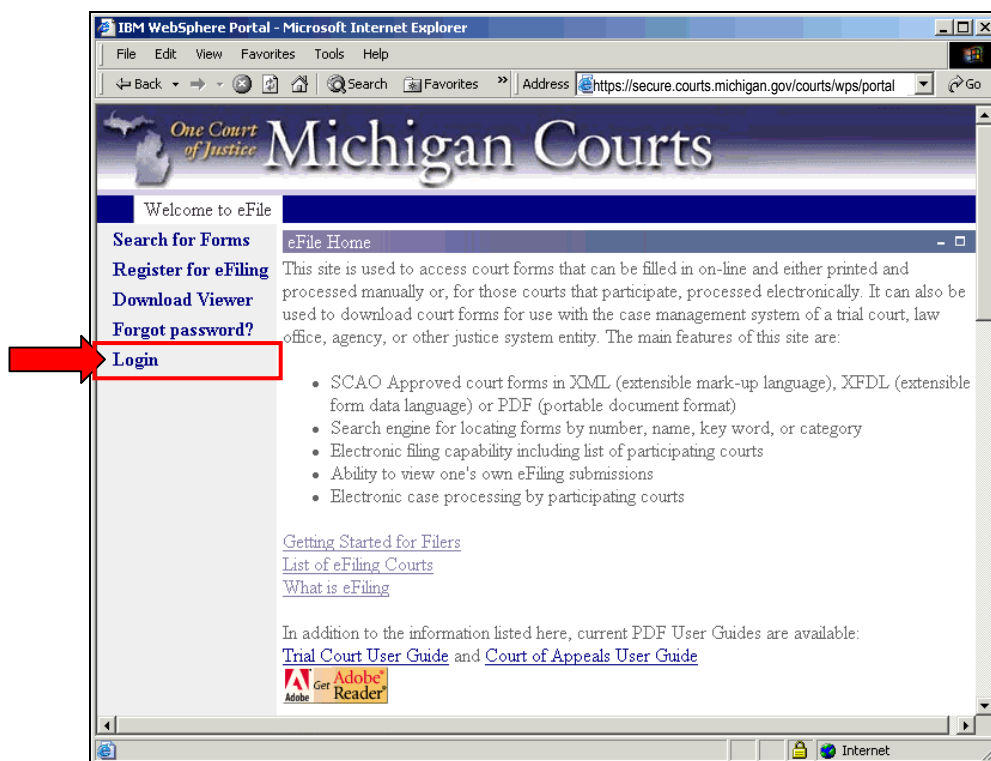 IBM WebSphere Portal - Microsoft Internet Explorer
File Edit View Favorites Tools Help
Back Search Favorites » Address https://secure.courts.michigan.gov/courts/wps/portal Go
One Court
of Justice
Michigan Courts
Welcome to eFile
Search for Forms
Register for eFiling
Download Viewer
Forgot password?
Login
eFile Home
This site is used to access court forms that can be filled in on-line and either printed and
processed manually or, for those courts that participate, processed electronically. It can also be
used to download court forms for use with the case management system of a trial court, law
office, agency, or other justice system entity. The main features of this site are:
• SCAO Approved court forms in XML (extensible mark-up language), XFDL (extensible
form data language) or PDF (portable document format)
• Search engine for locating forms by number, name, key word, or category
• Electronic filing capability including list of participating courts
• Ability to view one's own eFiling submissions
• Electronic case processing by participating courts
Getting Started for Filers
List of eFiling Courts
What is eFiling
In addition to the information listed here, current PDF User Guides are available:
Trial Court User Guide and Court of Appeals User Guide
Adobe Get Adobe® Reader®
Internet